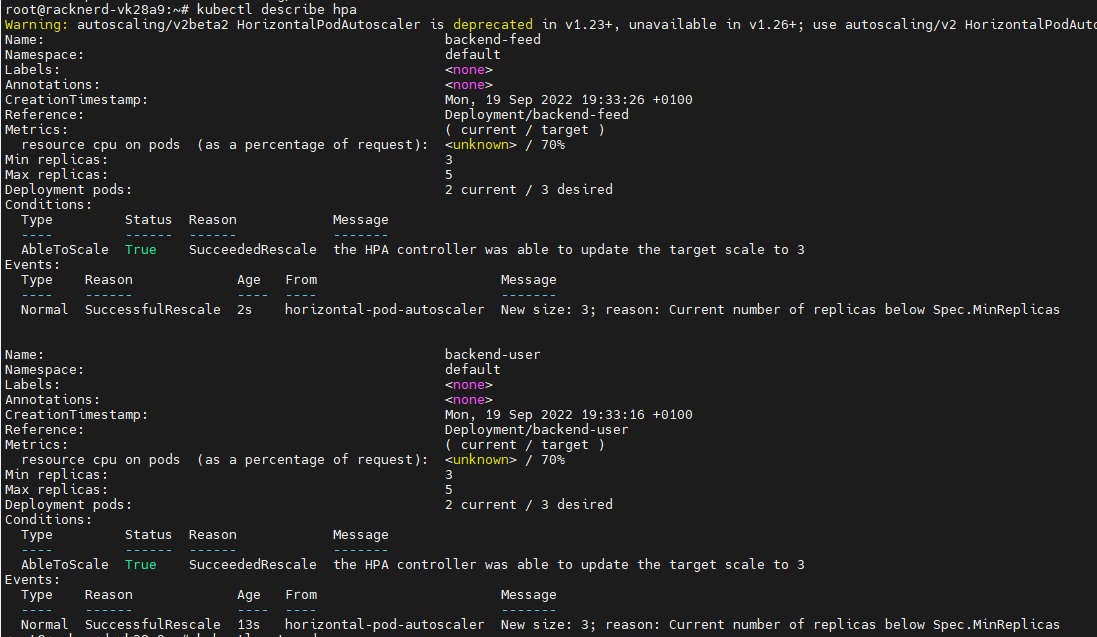 root@racknerd-vk28a9:~# kubectl describe hpa
Warning: autoscaling/v2beta2 HorizontalPodAutoscaler is deprecated in v1.23+, unavailable in v1.26+; use autoscaling/v2 HorizontalPodAuto
Name: backend-feed
Namespace: default
Labels: <none>
Annotations: <none>
CreationTimestamp: Mon, 19 Sep 2022 19:33:26 +0100
Reference: Deployment/backend-feed
Metrics: ( current / target )
resource cpu on pods (as a percentage of request): <unknown> / 70%
Min replicas: 3
Max replicas: 5
Deployment pods: 2 current / 3 desired
Conditions:
Type Status Reason Message
---- ------ ------ -------
AbleToScale True SucceededRescale the HPA controller was able to update the target scale to 3
Events:
Type Reason Age From Message
---- ------ ---- ---- -------
Normal SuccessfulRescale 2s horizontal-pod-autoscaler New size: 3; reason: Current number of replicas below Spec.MinReplicas
Name: backend-user
Namespace: default
Labels: <none>
Annotations: <none>
CreationTimestamp: Mon, 19 Sep 2022 19:33:16 +0100
Reference: Deployment/backend-user
Metrics: ( current / target )
resource cpu on pods (as a percentage of request): <unknown> / 70%
Min replicas: 3
Max replicas: 5
Deployment pods: 2 current / 3 desired
Conditions:
Type Status Reason Message
---- ------ ------ -------
AbleToScale True SucceededRescale the HPA controller was able to update the target scale to 3
Events:
Type Reason Age From Message
---- ------ ---- ---- -------
Normal SuccessfulRescale 13s horizontal-pod-autoscaler New size: 3; reason: Current number of replicas below Spec.MinReplicas